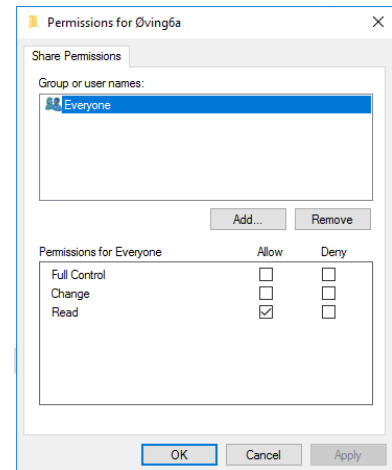 Permissions for Øving6a
Share Permissions
Group or user names:
Everyone
Add... Remove
Permissions for Everyone Allow Deny
Full Control
Change
Read
OK Cancel Apply